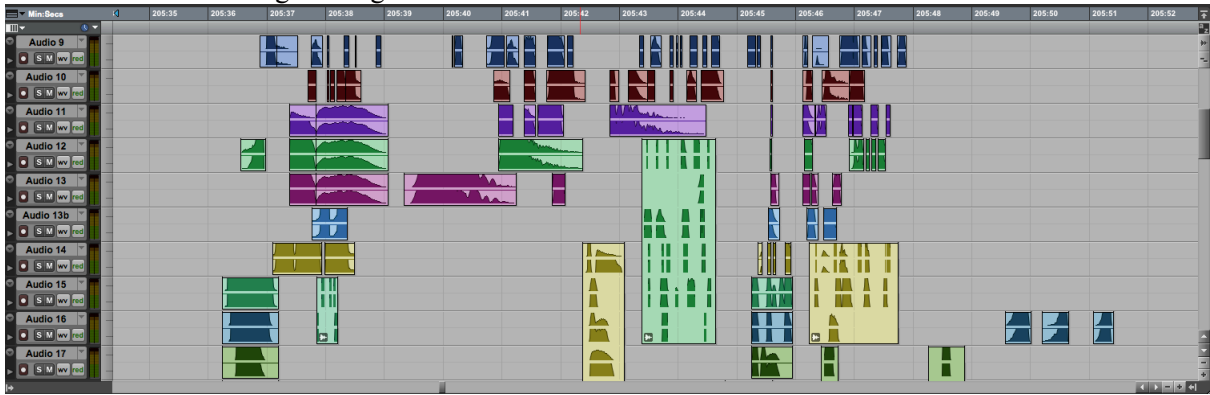 Min:Secs 205:35 205:36 205:37 205:38 205:39 205:40 205:41 205:42 205:43 205:44 205:45 205:46 205:47 205:48 205:49 205:50 205:51 205:52
Audio 9
S M wv red
Audio 10
S M wv red
Audio 11
S M wv red
Audio 12
S M wv red
Audio 13
S M wv red
Audio 13b
S M wv red
Audio 14
S M wv red
Audio 15
S M wv red
Audio 16
S M wv red
Audio 17
S M wv red